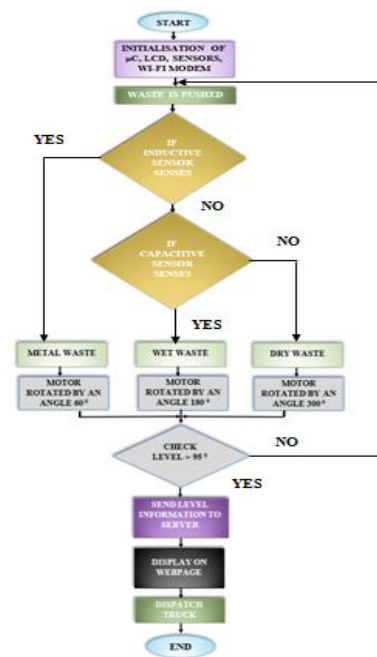 START
INITIALISATION OF
µC, LCD, SENSORS,
WI-FI MODEM
WASTE IS PUSHED
YES
IF
INDUCTIVE
SENSOR
SENSES
NO
IF
CAPACITIVE
SENSOR
SENSES
NO
YES
METAL WASTE
WET WASTE
DRY WASTE
MOTOR
ROTATED BY AN
ANGLE 60°
MOTOR
ROTATED BY AN
ANGLE 180°
MOTOR
ROTATED BY AN
ANGLE 300°
CHECK
LEVEL > 95°
NO
YES
SEND LEVEL
INFORMATION TO
SERVER
DISPLAY ON
WEBPAGE
DISPATCH
TRUCK
END